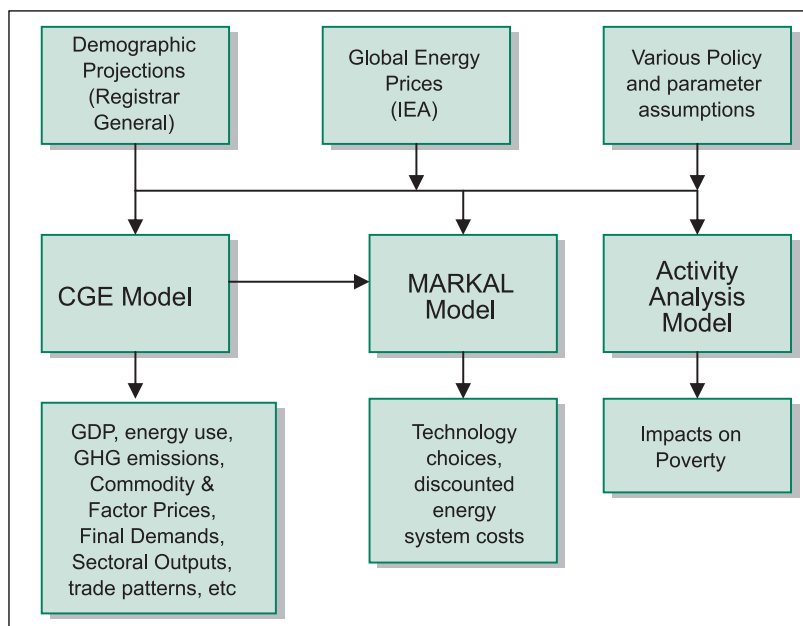 Demographic
Projections
(Registrar
General)
Global Energy
Prices
(IEA)
Various Policy
and parameter
assumptions
CGE Model
MARKAL
Model
Activity
Analysis
Model
GDP, energy use,
GHG emissions,
Commodity &
Factor Prices,
Final Demands,
Sectoral Outputs,
trade patterns, etc
Technology
choices,
discounted
energy
system costs
Impacts on
Poverty